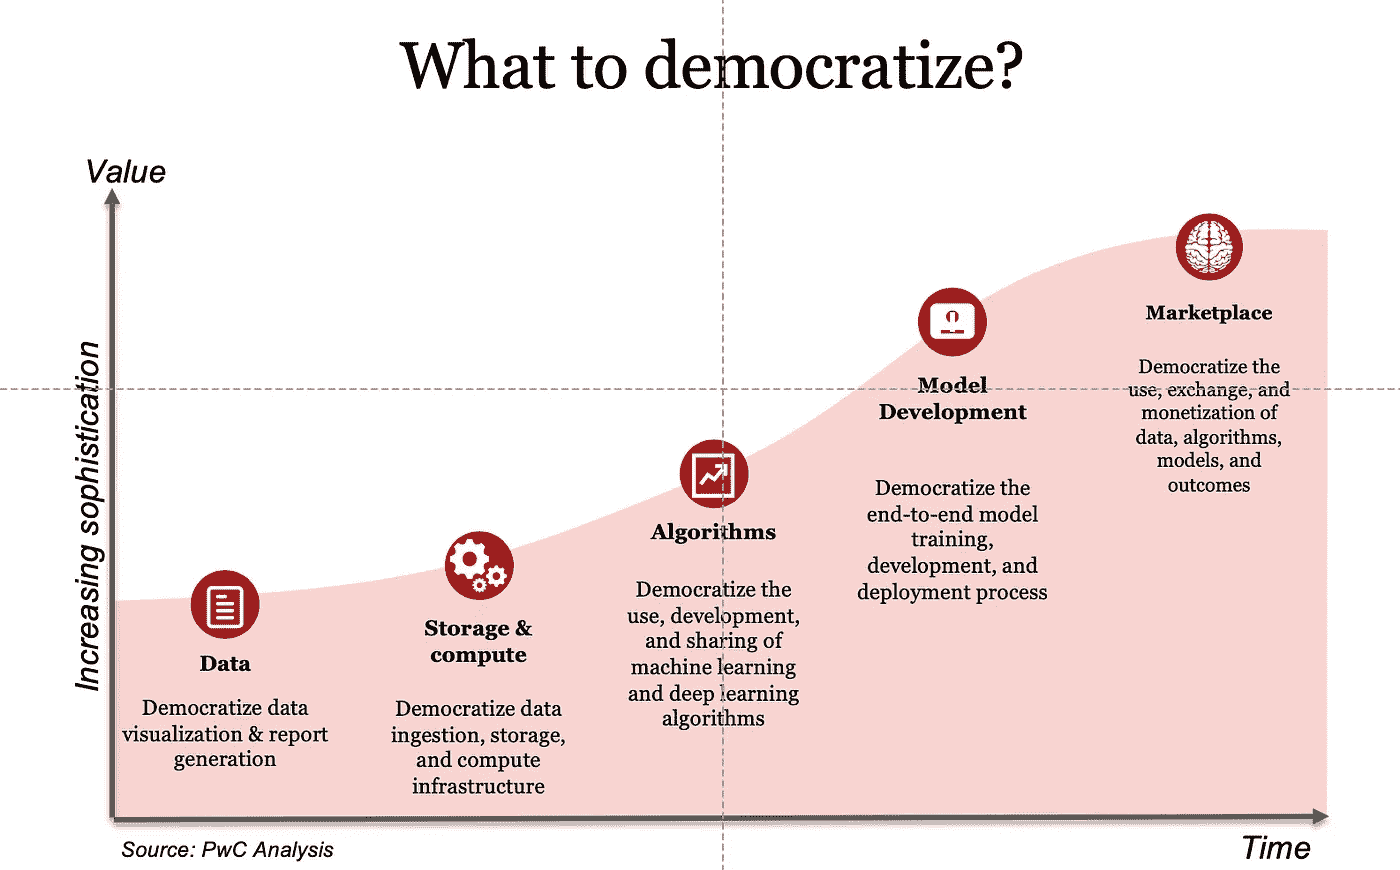 What to democratize?
Value
Increasing sophistication
Data
Democratize data
visualization & report
generation
Storage &
compute
Democratize data
ingestion, storage,
and compute
infrastructure
Algorithms
Democratize the
use, development,
and sharing of
machine learning
and deep learning
algorithms
Model
Development
Democratize the
end-to-end model
training,
development, and
deployment process
Marketplace
Democratize the
use, exchange, and
monetization of
data, algorithms,
models, and
outcomes
Source: PwC Analysis
Time